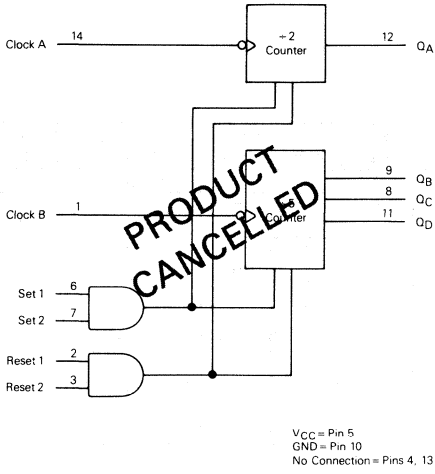 Clock A
14
÷2
Counter
12
QA
PRODUCT
CANCELLED
Clock B
1
Counter
9
QB
8
QC
11
QD
Set 1
6
Set 2
7
Reset 1
2
Reset 2
3
VCC = Pin 5
GND = Pin 10
No Connection = Pins 4, 13